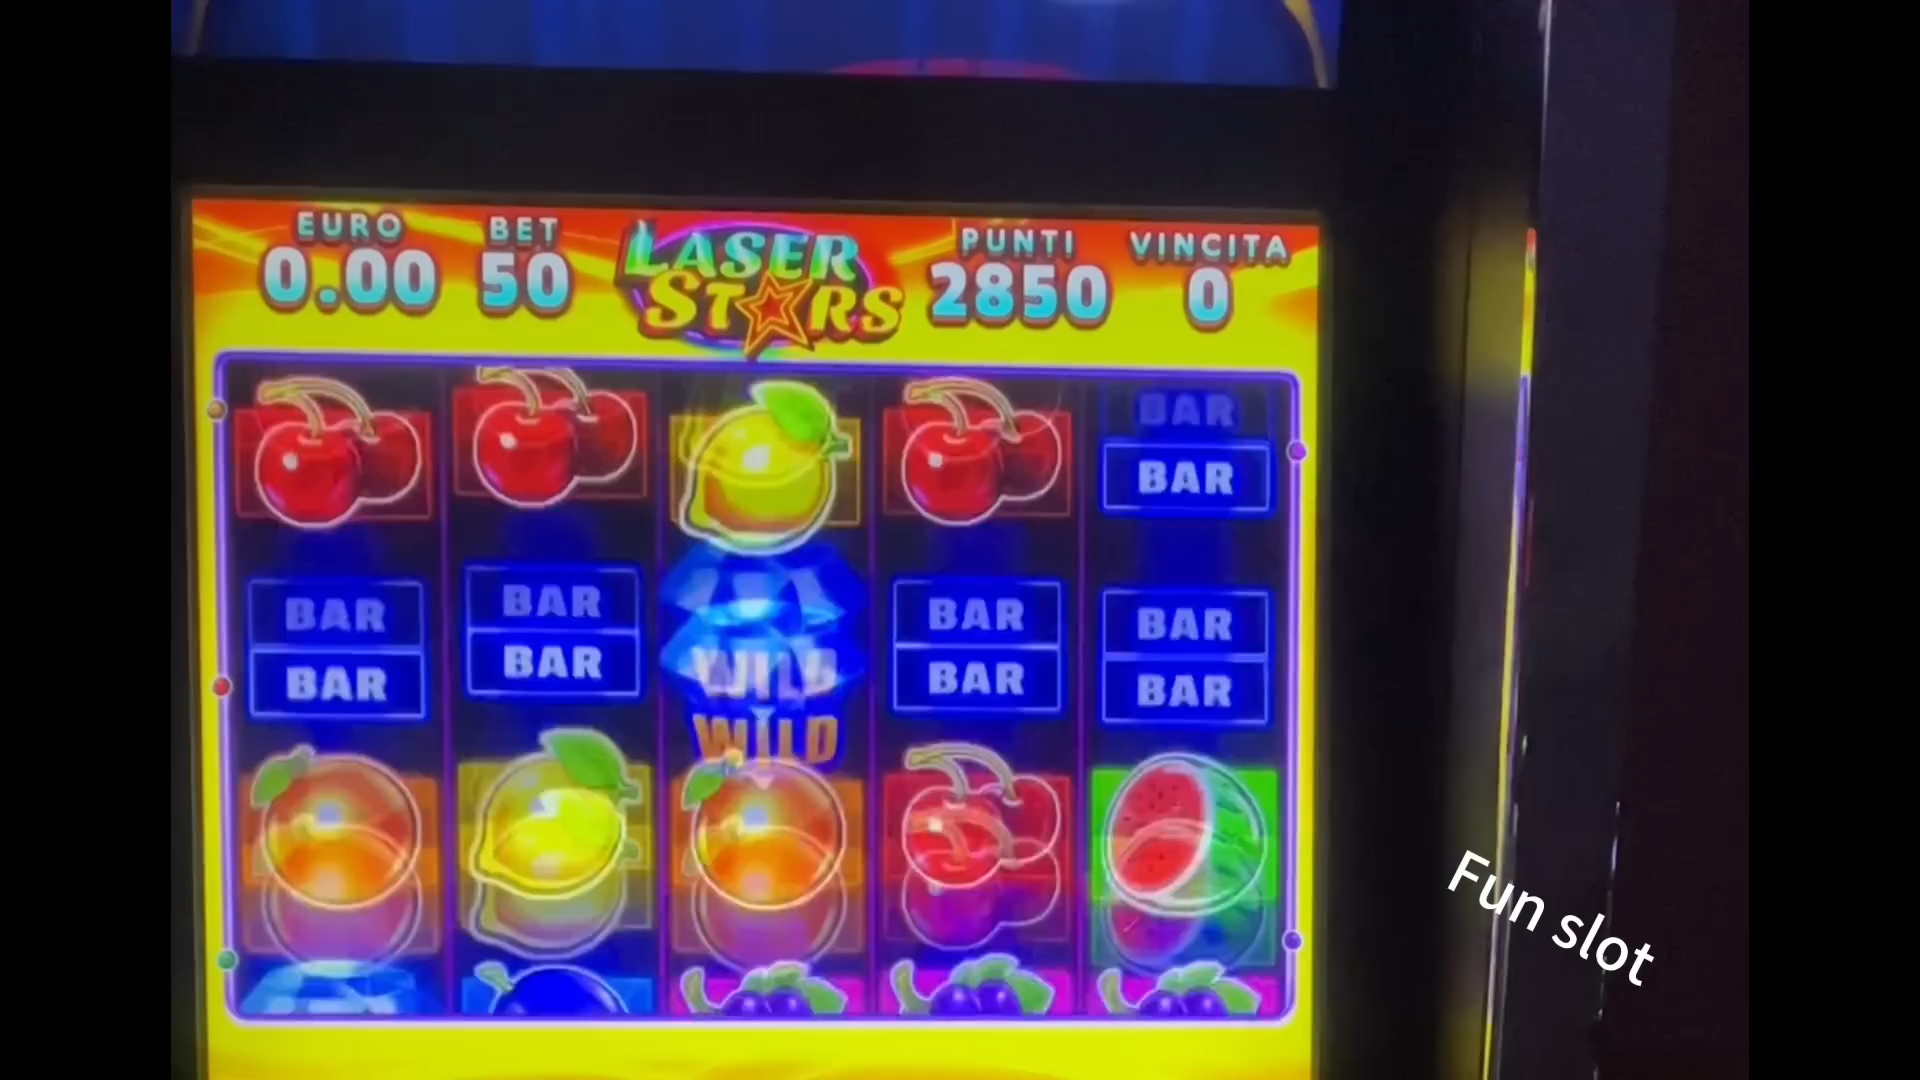 EURO BET LASER STARS PUNTI VINCITA
0.00 50 2850 0
BAR
BAR
BAR BAR WILD BAR BAR
BAR BAR WILD BAR BAR
Fun slot